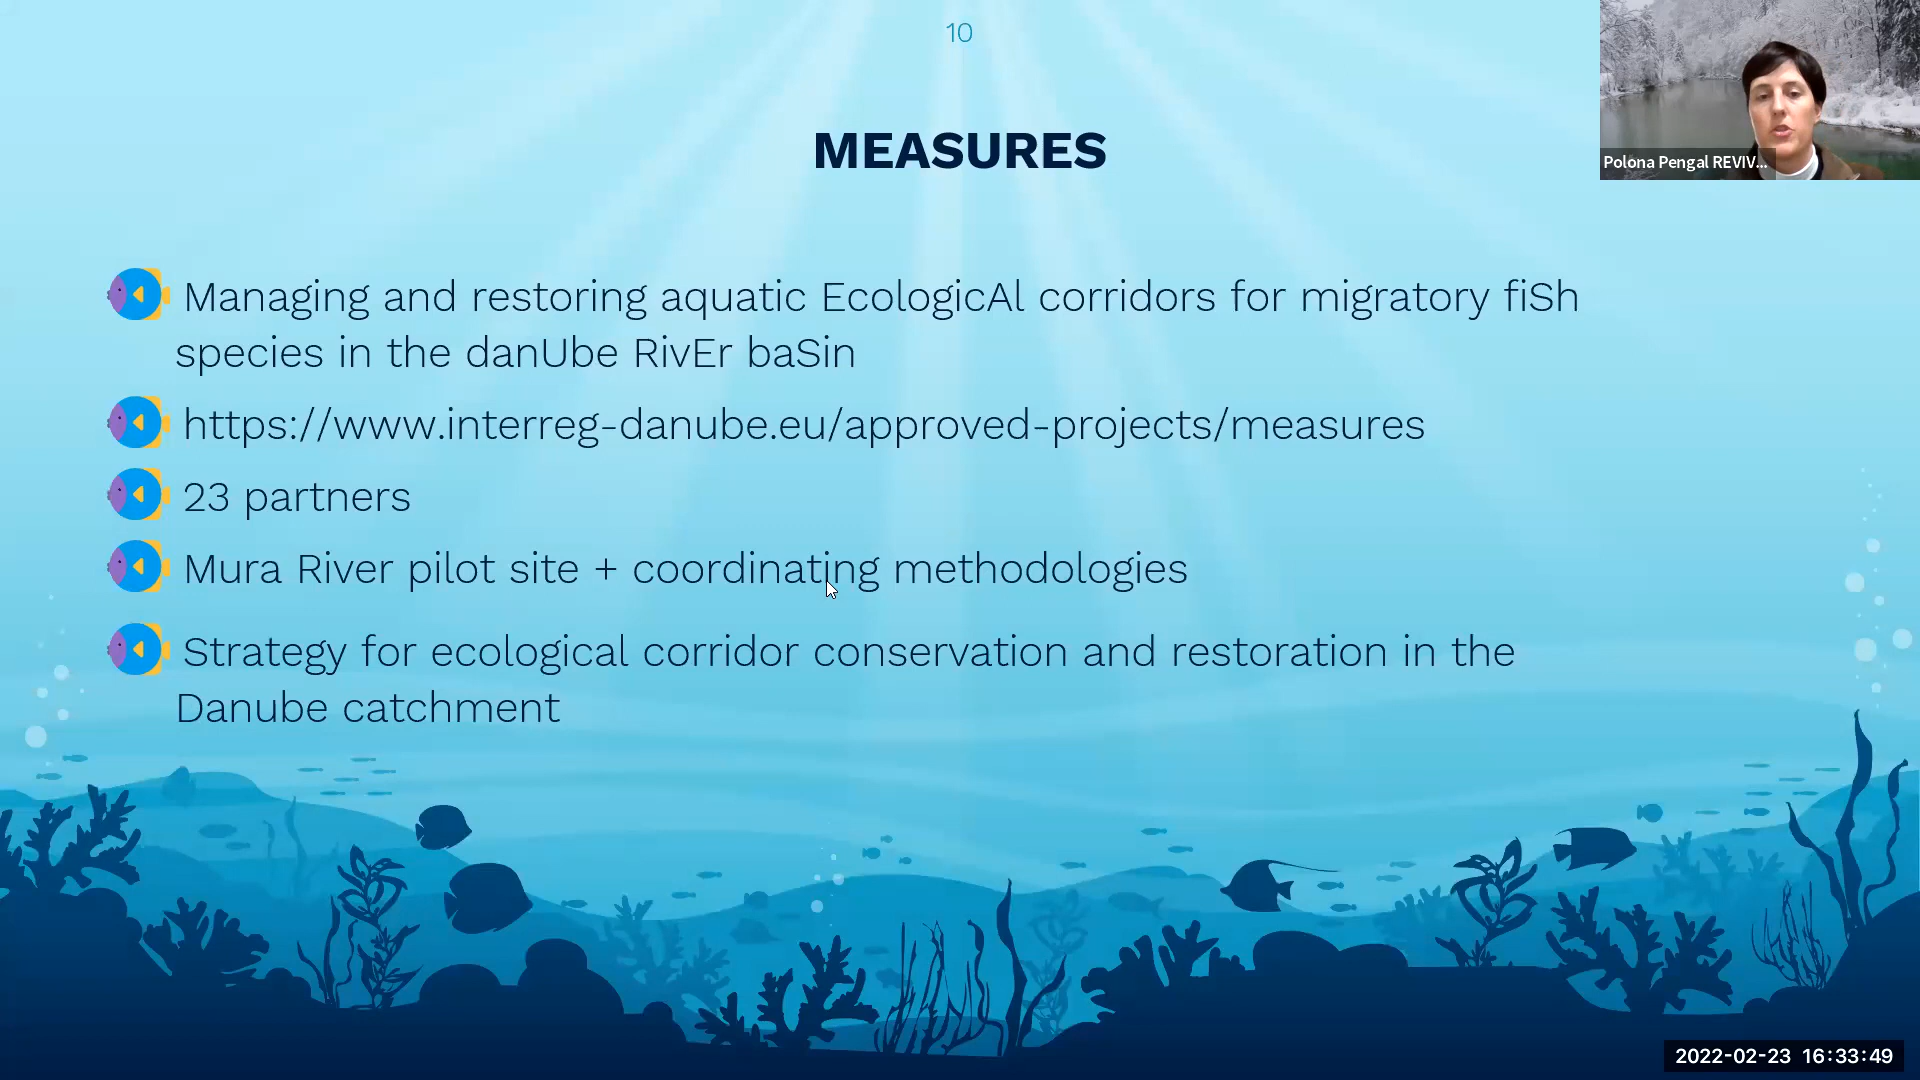 10
MEASURES
Managing and restoring aquatic EcologicAl corridors for migratory fiSh
species in the danUbe RivEr baSin
https://www.interreg-danube.eu/approved-projects/measures
23 partners
Mura River pilot site + coordinating methodologies
Strategy for ecological corridor conservation and restoration in the
Danube catchment
Polona Pengal REVIV...
2022-02-23 16:33:49